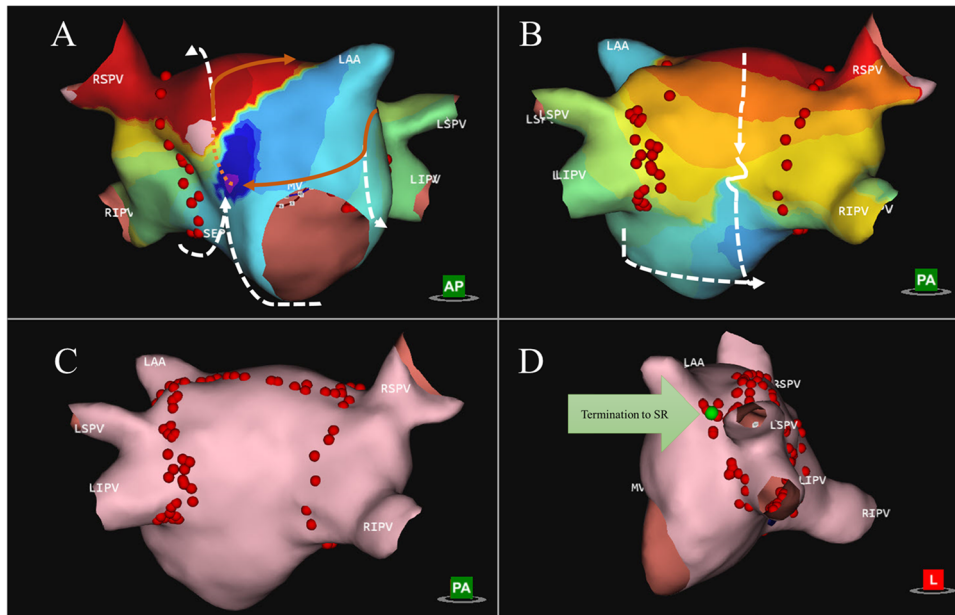 A
RSPV
LAA
LSPV
LIPV
MV
RIPV
SEP
AP
B
LAA
RSPV
LSPV
LIPV
RIPV
PA
C
LAA
RSPV
LSPV
LIPV
RIPV
PA
D
LAA
RSPV
Termination to SR
LSPV
MV
LIPV
RIPV
L